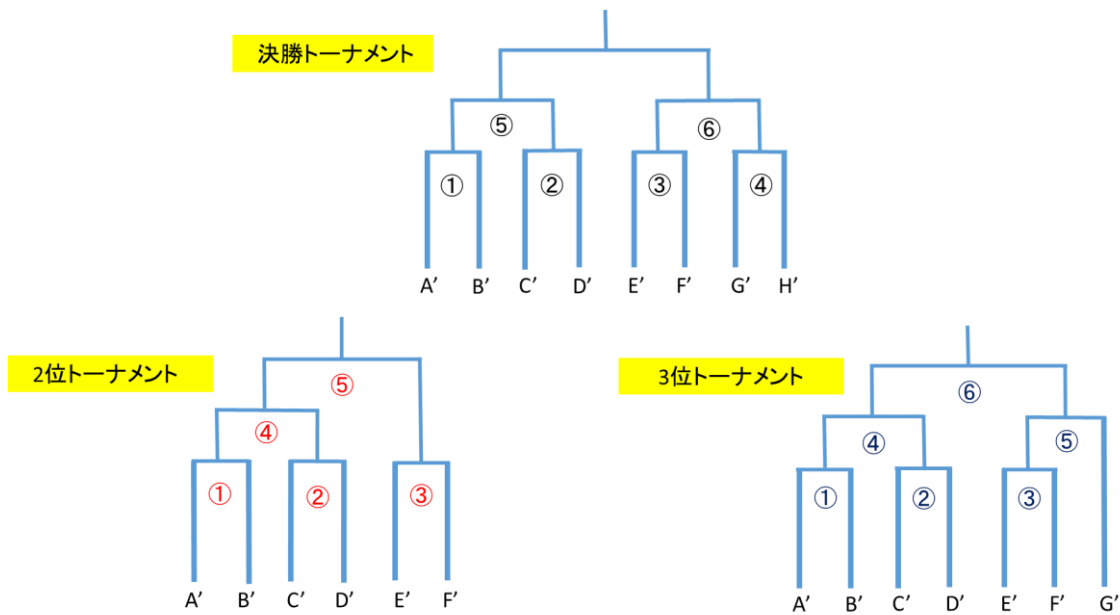 決勝トーナメント
⑤ ⑥
① ② ③ ④
A’ B’ C’ D’ E’ F’ G’ H’
2位トーナメント
⑤
④
① ② ③
A’ B’ C’ D’ E’ F’
3位トーナメント
⑥
④ ⑤
① ② ③
A’ B’ C’ D’ E’ F’ G’